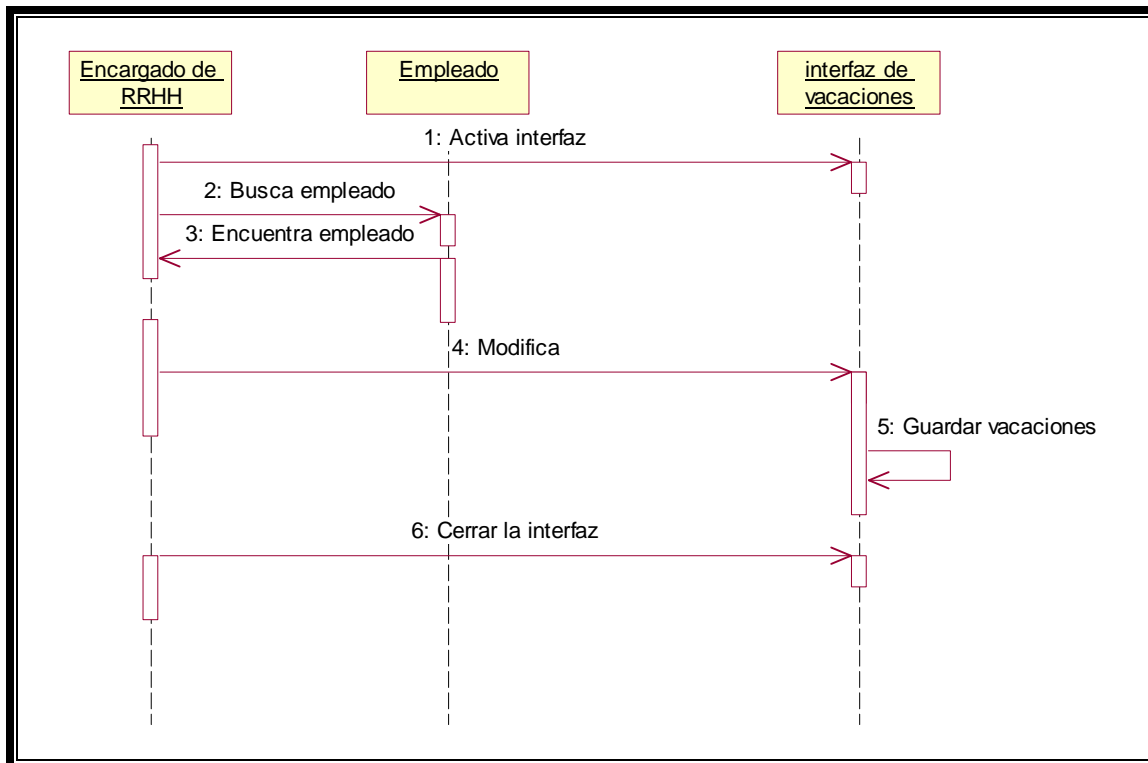 Encargado de
RRHH
Empleado
interfaz de
vacaciones
1: Activa interfaz
2: Busca empleado
3: Encuentra empleado
4: Modifica
5: Guardar vacaciones
6: Cerrar la interfaz